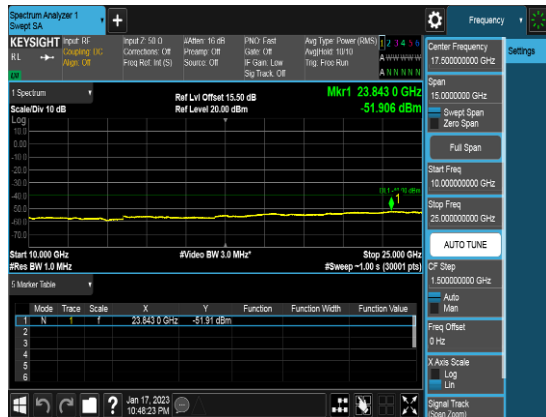 Spectrum Analyzer 1
Swept SA
+
Frequency
KEYSIGHT
RL
Input: RF
Coupling: DC
Align: Off
Input Z: 50 Ω
Corrections: Off
Freq Ref: Int (S)
#Atten: 16 dB
Preamp: Off
Source: Off
PNO: Fast
Gate: Off
IF Gain: Low
Sig Track: Off
Avg Type: Power (RMS)
Avg|Hold: 10/10
Trig: Free Run
1 2 3 4 5 6
A W W W W W
A N N N N N
Center Frequency
17.500000000 GHz
Settings
Span
15.0000000 GHz
Swept Span
Zero Span
Full Span
Start Freq
10.000000000 GHz
Stop Freq
25.000000000 GHz
AUTO TUNE
CF Step
1.500000000 GHz
Auto
Man
Freq Offset
0 Hz
X Axis Scale
Log
Lin
Signal Track
(Span Zoom)
1 Spectrum
Scale/Div 10 dB
Ref Lvl Offset 15.50 dB
Ref Level 20.00 dBm
Mkr1 23.843 0 GHz
-51.906 dBm
Log
10.0
0.00
-10.0
-20.0
-30.0
-40.0
-50.0
-60.0
-70.0
1
Start 10.000 GHz
#Res BW 1.0 MHz
#Video BW 3.0 MHz*
Stop 25.000 GHz
#Sweep ~1.00 s (30001 pts)
5 Marker Table
Mode Trace Scale X Y Function Function Width Function Value
1 N 1 f 23.843 0 GHz -51.91 dBm
2
3
4
5
6
?
Jan 17, 2023
10:48:23 PM